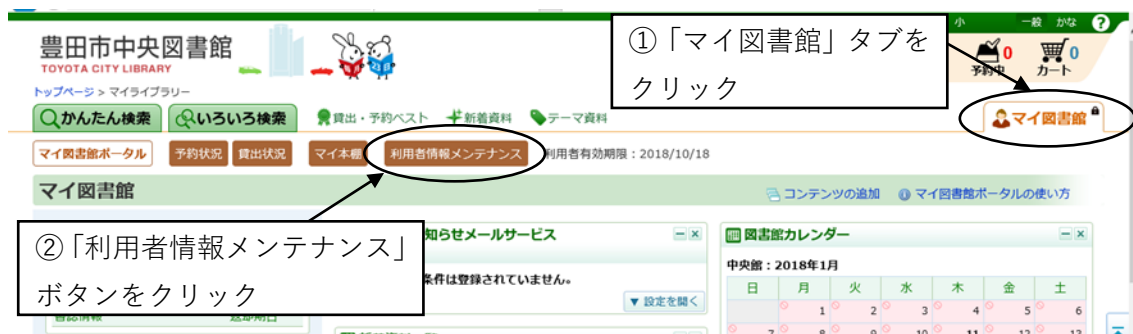 小 一般 かな ?
豊田市中央図書館
TOYOTA CITY LIBRARY
①「マイ図書館」タブを
クリック
0 0
予約中 カート
トップページ > マイライブラリー
かんたん検索 いろいろ検索 貸出・予約ベスト 新着資料 テーマ資料 マイ図書館
マイ図書館ポータル 予約状況 貸出状況 マイ本棚 利用者情報メンテナンス 利用者有効期限：2018/10/18
マイ図書館 コンテンツの追加 マイ図書館ポータルの使い方
②「利用者情報メンテナンス」
ボタンをクリック
知らせメールサービス
条件は登録されていません。
▼ 設定を開く
図書館カレンダー
中央館：2018年1月
日 月 火 水 木 金 土
1 2 3 4 5 6
7 8 9 10 11 12 13